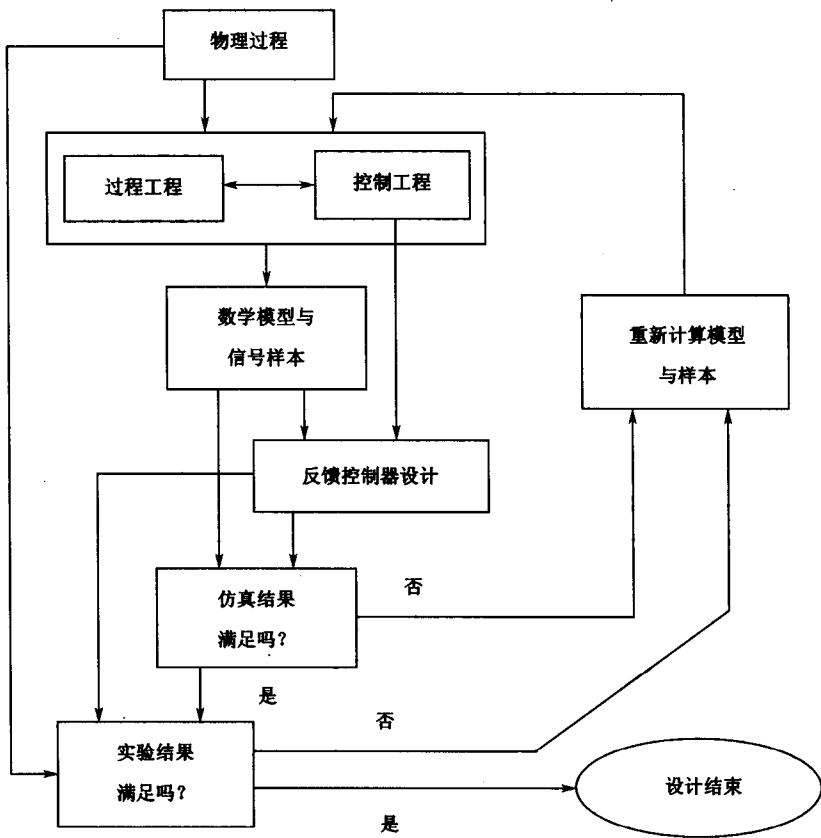 物理过程
过程工程
控制工程
数学模型与
信号样本
重新计算模型
与样本
反馈控制器设计
仿真结果
满足吗?
否
是
否
实验结果
满足吗?
设计结束
是